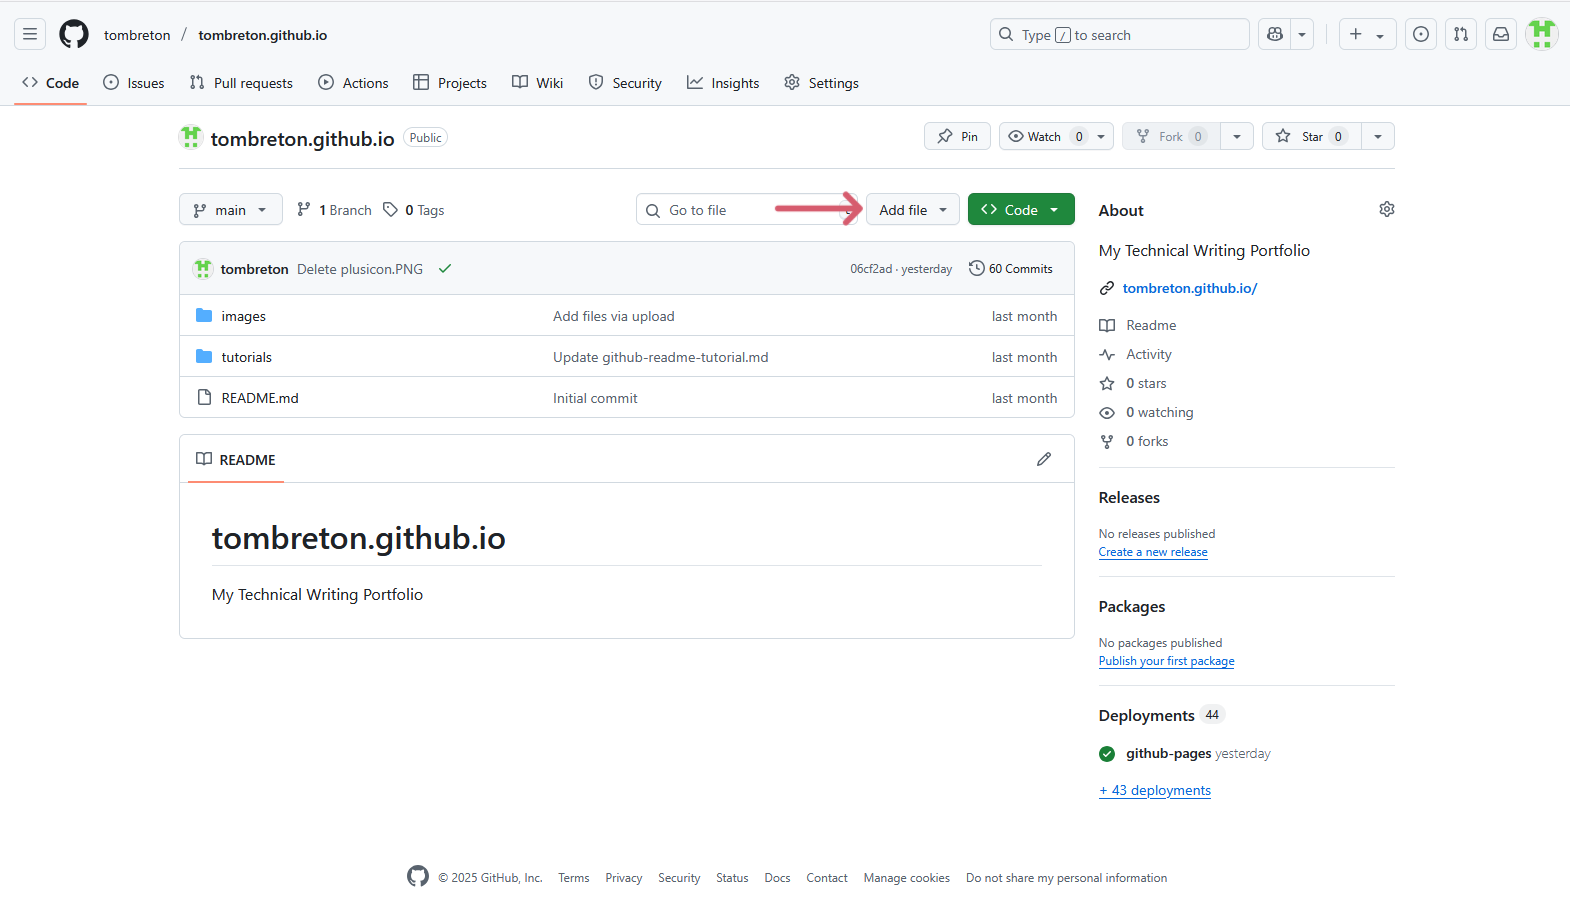 tombreton / tombreton.github.io
Type / to search
Code Issues Pull requests Actions Projects Wiki Security Insights Settings
tombreton.github.io Public
Pin Watch 0 Fork 0 Star 0
main 1 Branch 0 Tags
Go to file
Add file
Code
tombreton Delete plusicon.PNG
06cf2ad · yesterday
60 Commits
images Add files via upload last month
tutorials Update github-readme-tutorial.md last month
README.md Initial commit last month
README
tombreton.github.io
My Technical Writing Portfolio
About
My Technical Writing Portfolio
tombreton.github.io/
Readme
Activity
0 stars
0 watching
0 forks
Releases
No releases published
Create a new release
Packages
No packages published
Publish your first package
Deployments 44
github-pages yesterday
+ 43 deployments
© 2025 GitHub, Inc. Terms Privacy Security Status Docs Contact Manage cookies Do not share my personal information